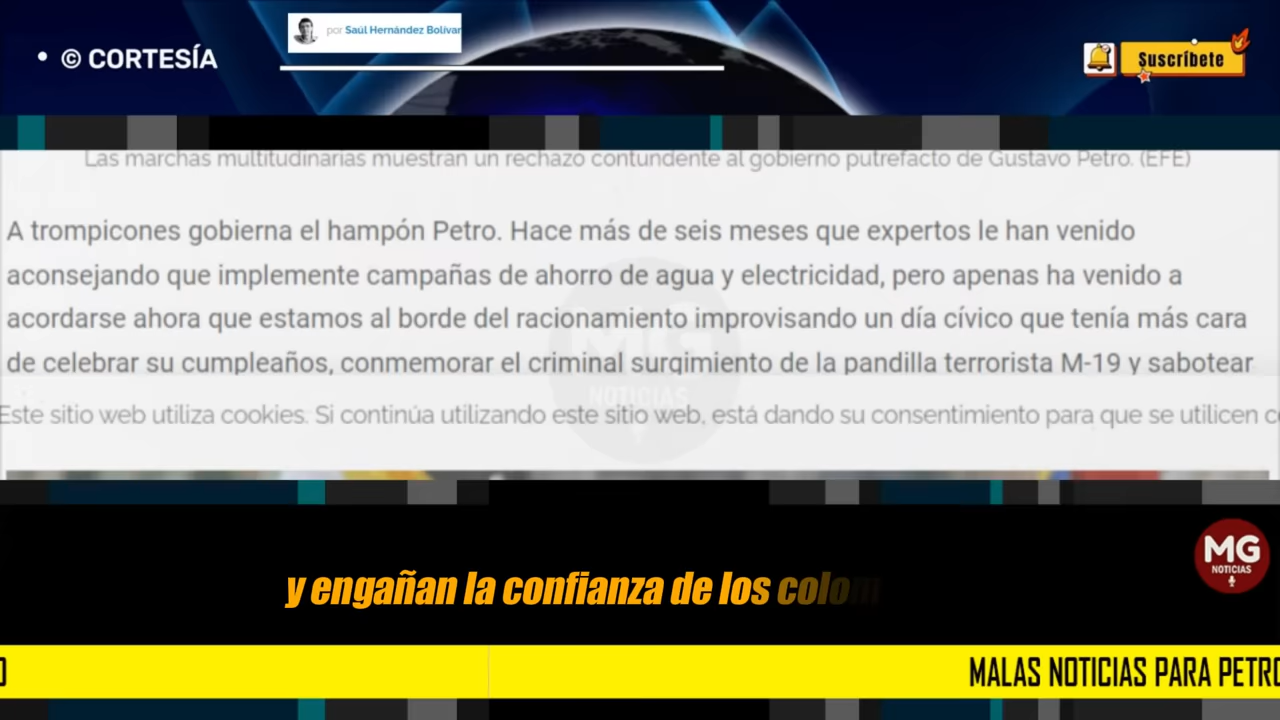 por Saúl Hernández Bolívar
• © CORTESÍA
Suscríbete
Las marchas multitudinarias muestran un rechazo contundente al gobierno putrefacto de Gustavo Petro. (EFE)
A trompicones gobierna el hampón Petro. Hace más de seis meses que expertos le han venido
aconsejando que implemente campañas de ahorro de agua y electricidad, pero apenas ha venido a
acordarse ahora que estamos al borde del racionamiento improvisando un día cívico que tenía más cara
de celebrar su cumpleaños, conmemorar el criminal surgimiento de la pandilla terrorista M-19 y sabotear
MG
NOTICIAS
Este sitio web utiliza cookies. Si continúa utilizando este sitio web, está dando su consentimiento para que se utilicen
MG
NOTICIAS
y engañan la confianza de los colo
MALAS NOTICIAS PARA PETRO